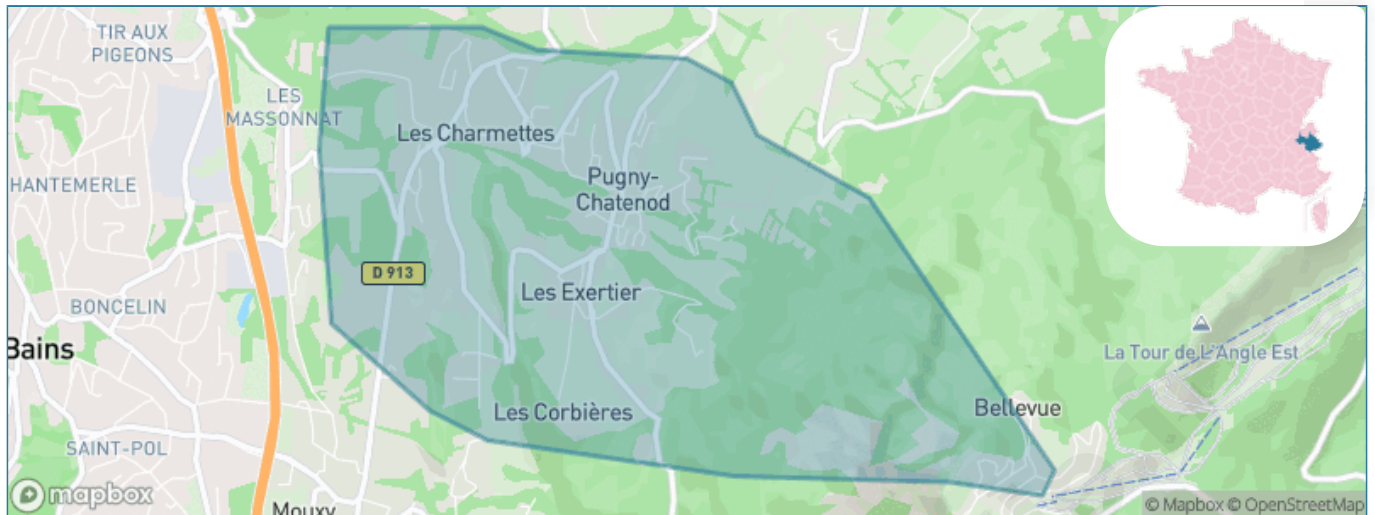 TIR AUX
PIGEONS
LES
MASSONNAT
Les Charmettes
HANTEMERLE
Pugny-
Chatenod
D 913
Les Exertier
BONCELIN
Bains
La Tour de L'Angle Est
Les Corbières
Bellevue
SAINT-POL
mapbox
Mouxy
© Mapbox © OpenStreetMap